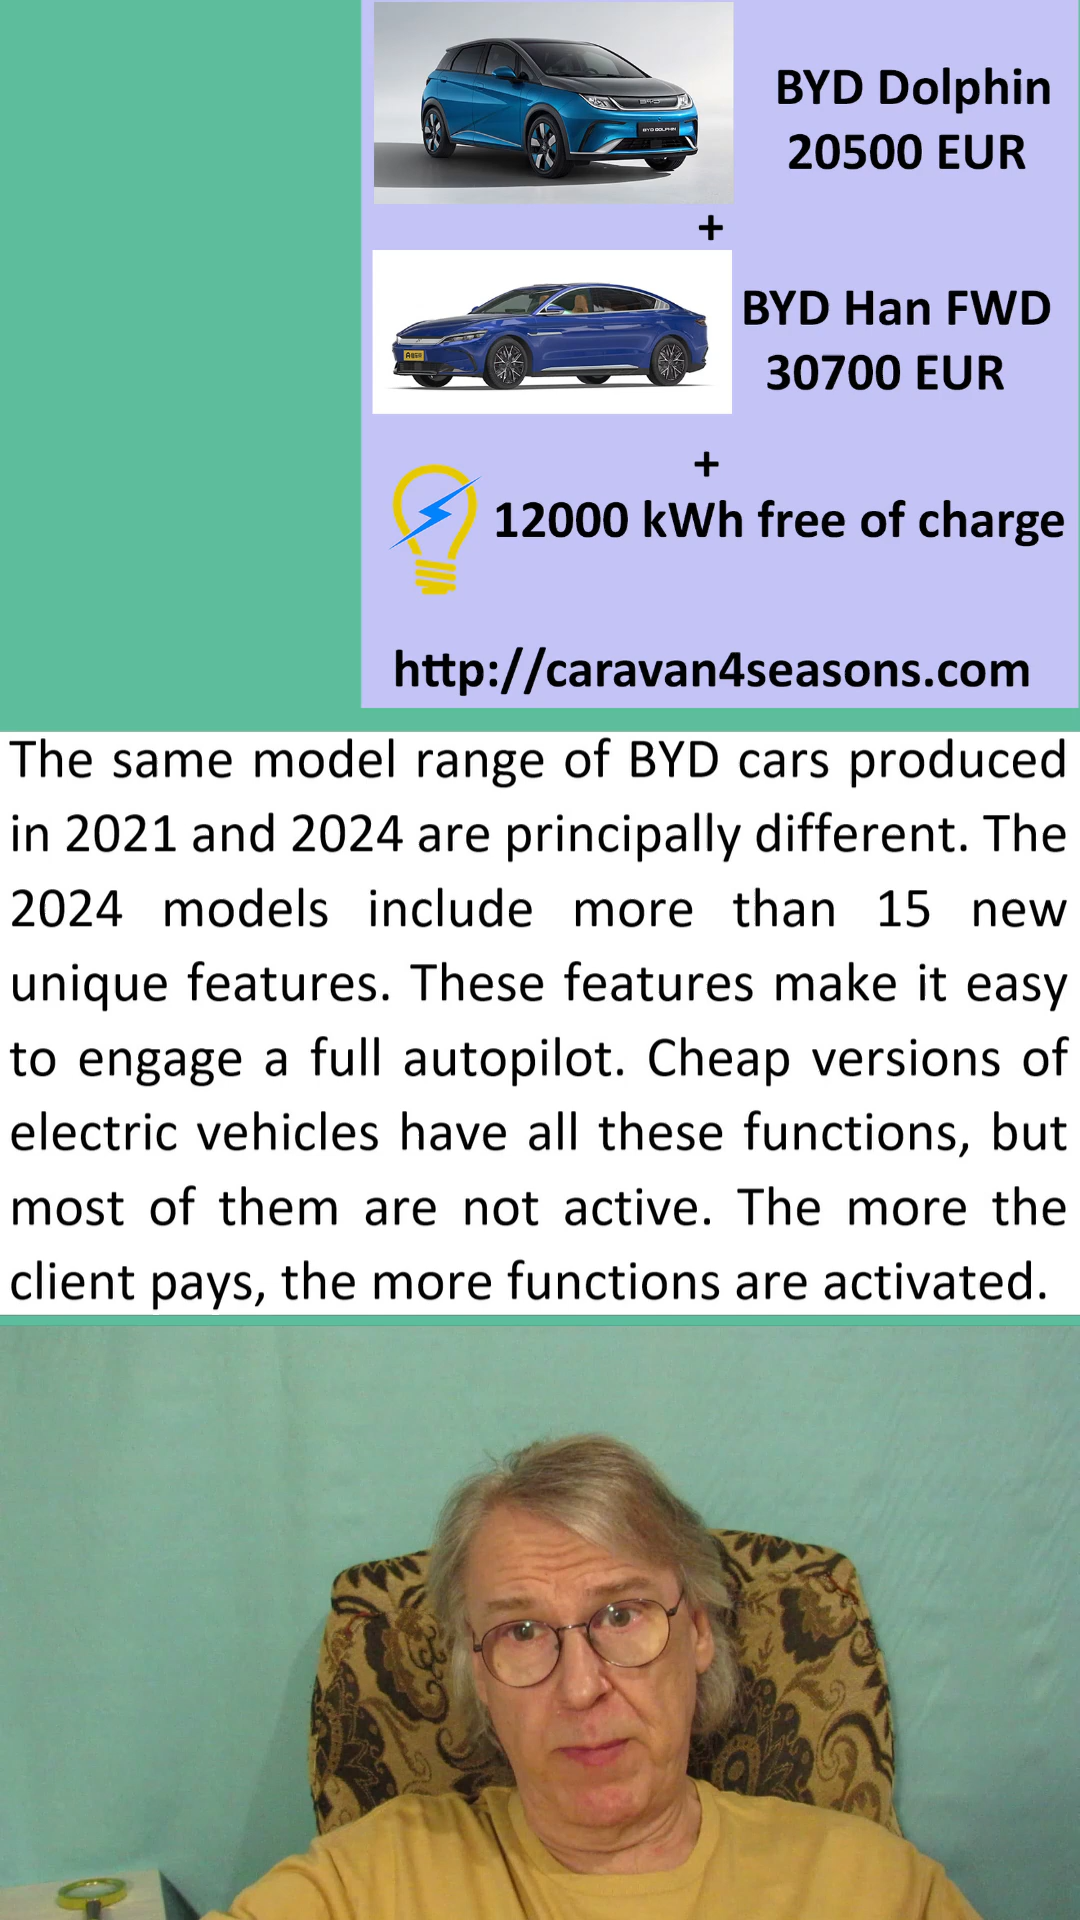 BYD Dolphin
20500 EUR
BYD
BYD DOLPHIN
+
BYD Han FWD
30700 EUR
+
12000 kWh free of charge
http://caravan4seasons.com
The same model range of BYD cars produced
in 2021 and 2024 are principally different. The
2024 models include more than 15 new
unique features. These features make it easy
to engage a full autopilot. Cheap versions of
electric vehicles have all these functions, but
most of them are not active. The more the
client pays, the more functions are activated.